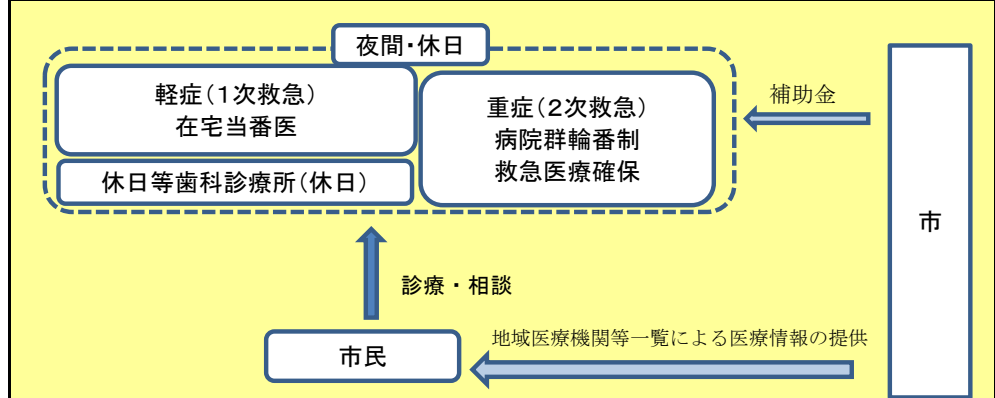 夜間・休日
軽症（１次救急）
在宅当番医
休日等歯科診療所（休日）
重症（２次救急）
病院群輪番制
救急医療確保
補助金
市
診療・相談
市民
地域医療機関等一覧による医療情報の提供